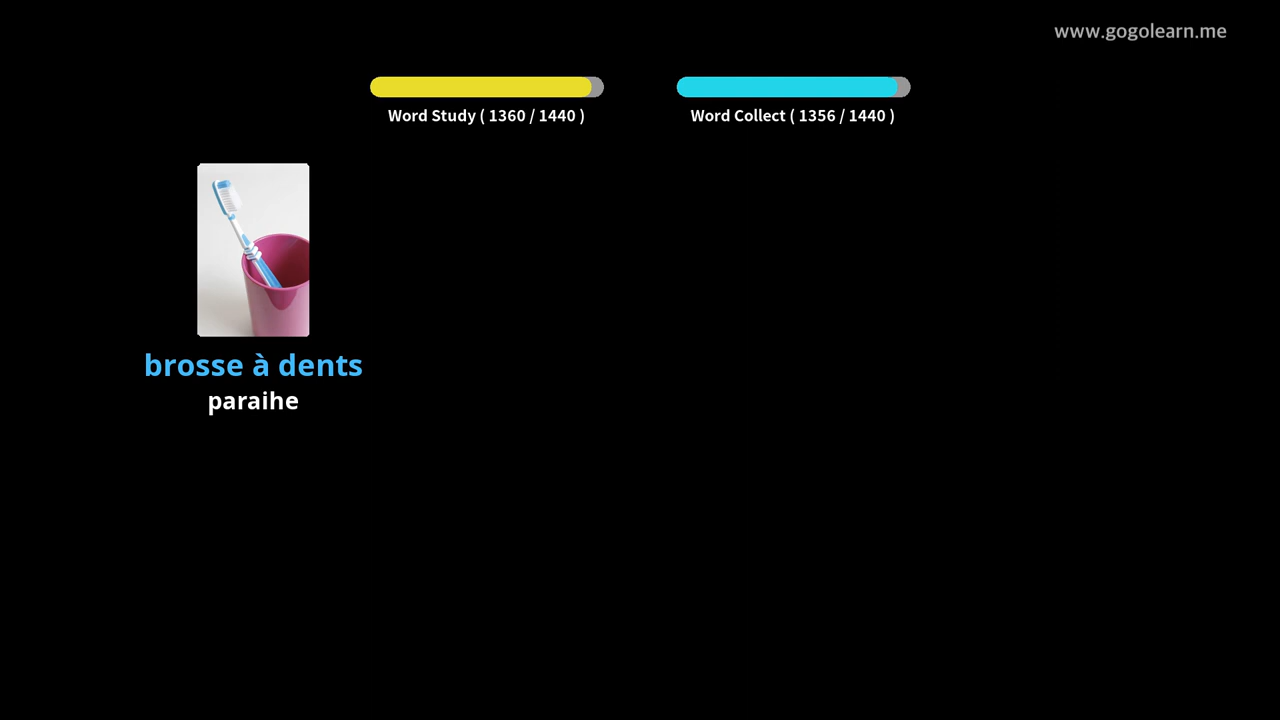 www.gogolearn.me
Word Study ( 1360 / 1440 )
Word Collect ( 1356 / 1440 )
brosse à dents
paraihe